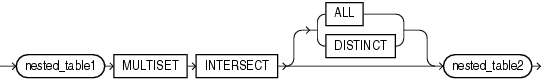 ALL
DISTINCT
nested_table1 MULTISET INTERSECT nested_table2